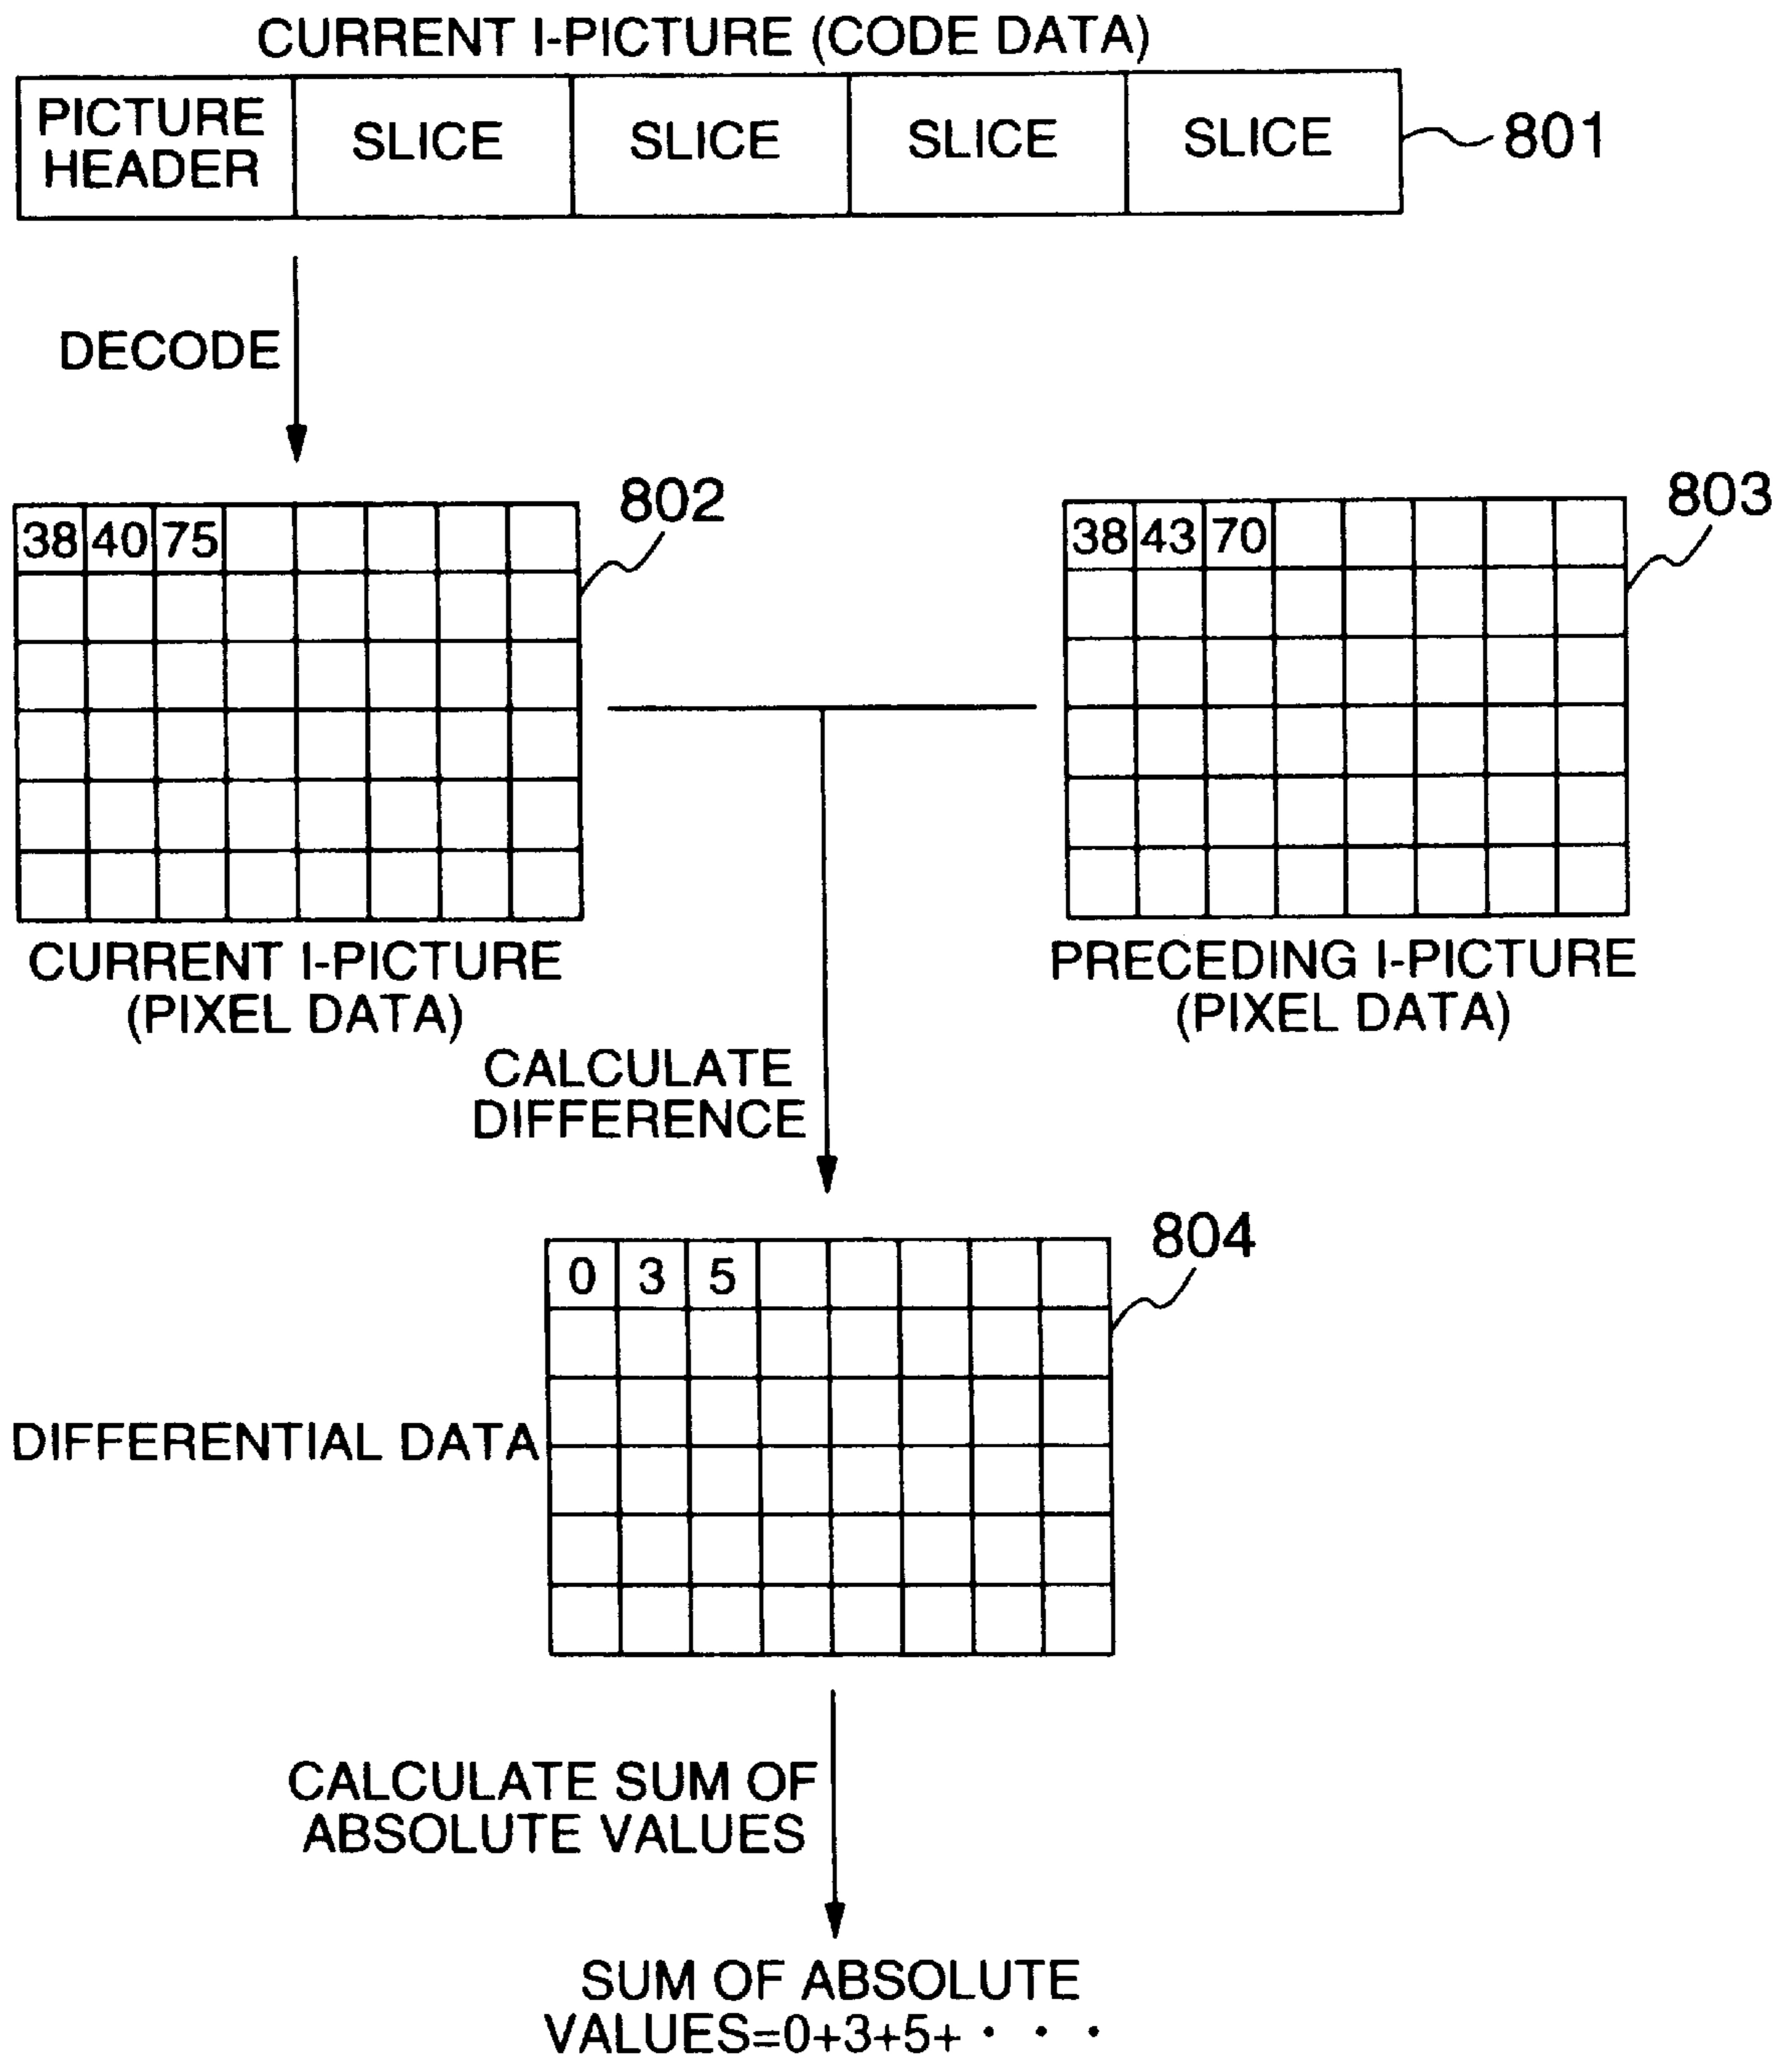 CURRENT I-PICTURE (CODE DATA)
PICTURE
HEADER
SLICE
SLICE
SLICE
SLICE
801
DECODE
802
803
38 40 75
38 43 70
CURRENT I-PICTURE
(PIXEL DATA)
PRECEDING I-PICTURE
(PIXEL DATA)
CALCULATE
DIFFERENCE
804
0 3 5
DIFFERENTIAL DATA
CALCULATE SUM OF
ABSOLUTE VALUES
SUM OF ABSOLUTE
VALUES=0+3+5+ · · ·